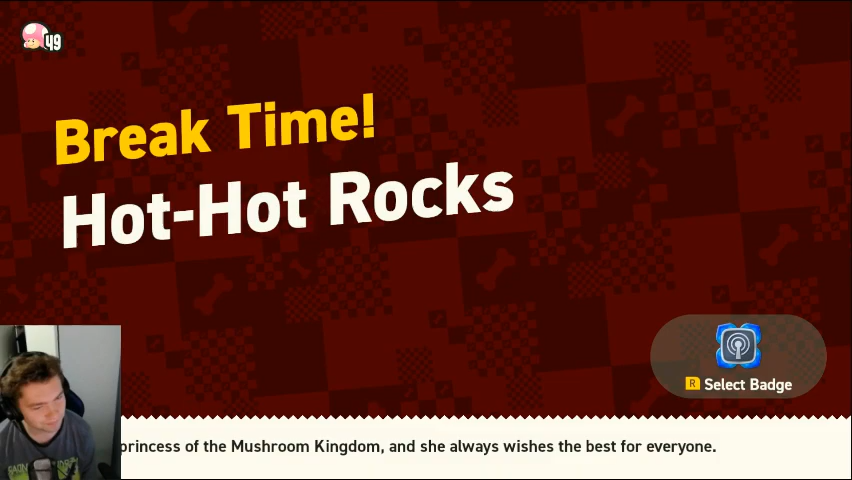 49
Break Time!
Hot-Hot Rocks
R Select Badge
princess of the Mushroom Kingdom, and she always wishes the best for everyone.